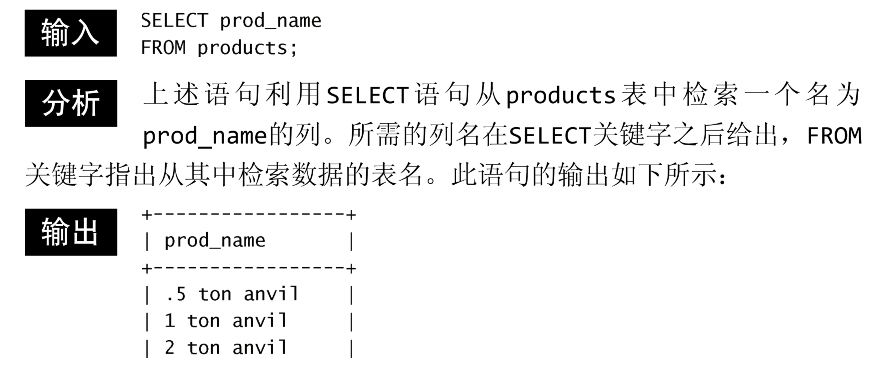 输入
SELECT prod_name
FROM products;
分析
上述语句利用SELECT语句从products表中检索一个名为
prod_name的列。所需的列名在SELECT关键字之后给出，FROM
关键字指出从其中检索数据的表名。此语句的输出如下所示：
输出
+-----------------+
| prod_name       |
+-----------------+
| .5 ton anvil    |
| 1 ton anvil     |
| 2 ton anvil     |